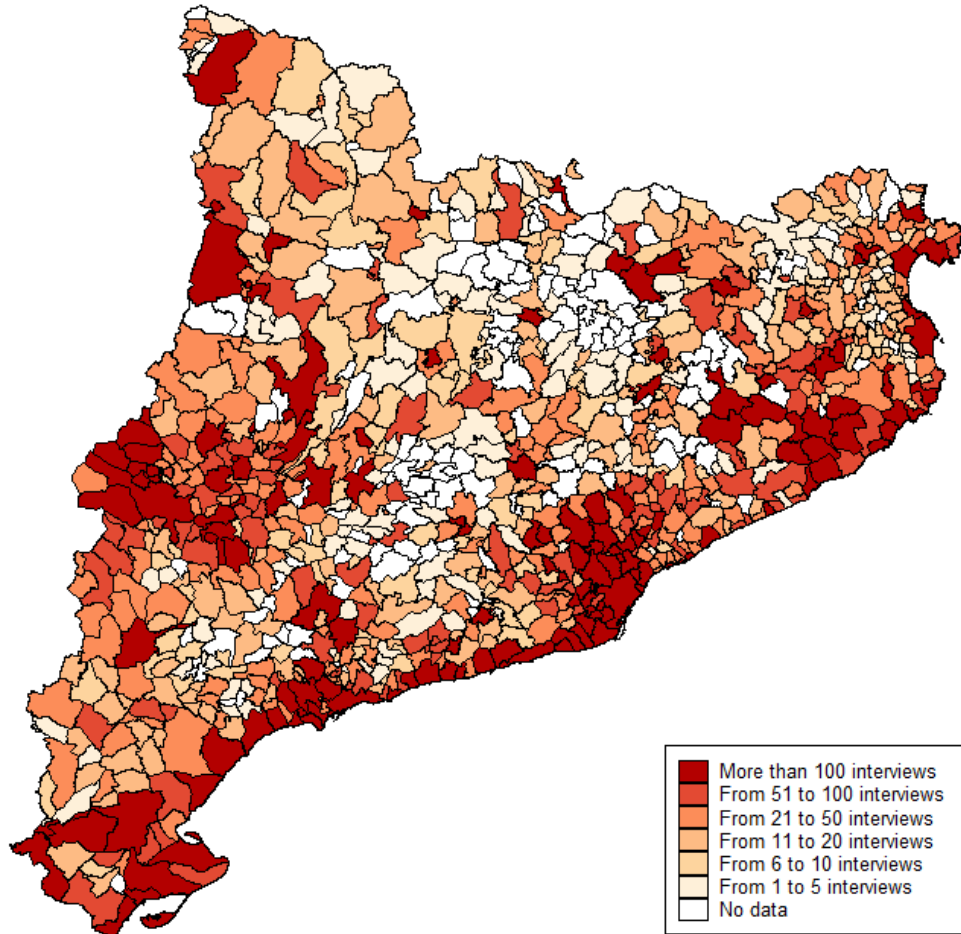 More than 100 interviews
From 51 to 100 interviews
From 21 to 50 interviews
From 11 to 20 interviews
From 6 to 10 interviews
From 1 to 5 interviews
No data